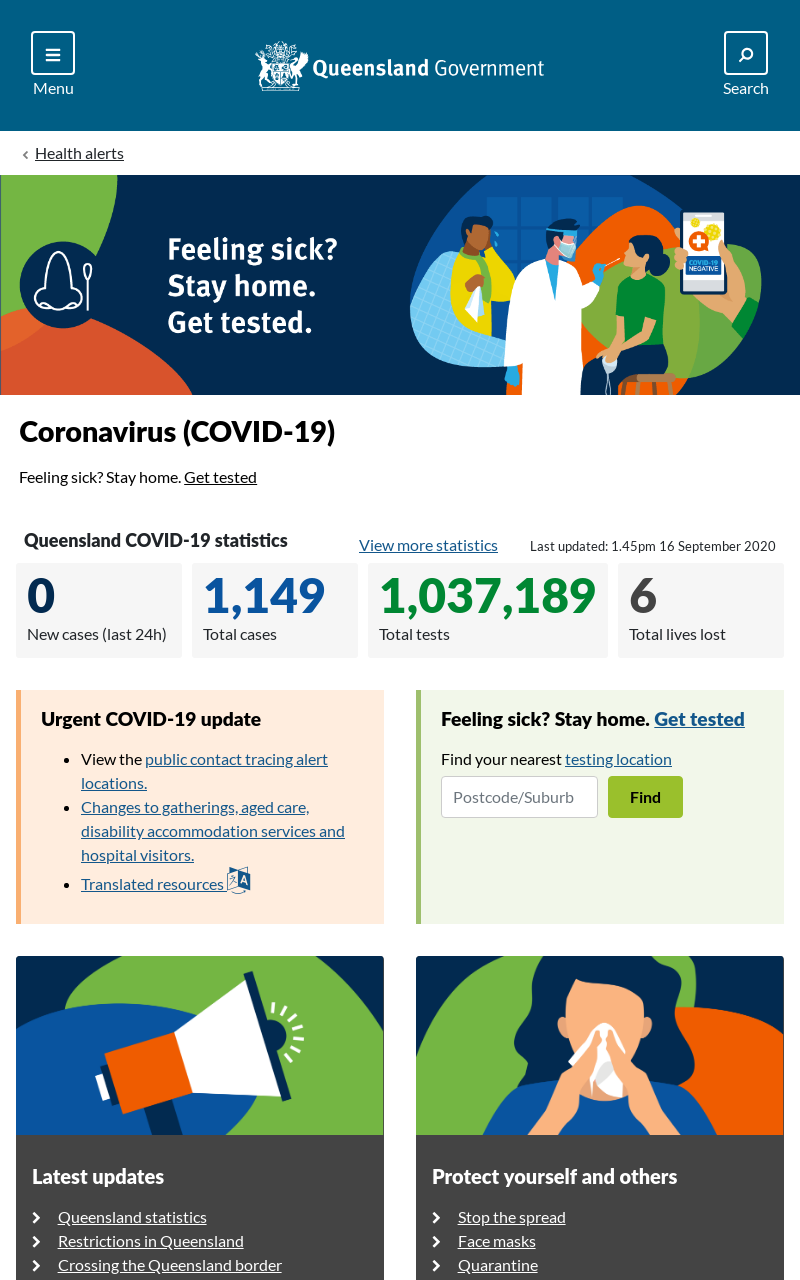 Menu
Queensland Government
Search
Health alerts
Feeling sick?
Stay home.
Get tested.
COVID-19
NEGATIVE
Coronavirus (COVID-19)
Feeling sick? Stay home. Get tested
Queensland COVID-19 statistics
View more statistics
Last updated: 1.45pm 16 September 2020
0
New cases (last 24h)
1,149
Total cases
1,037,189
Total tests
6
Total lives lost
Urgent COVID-19 update
View the public contact tracing alert
locations.
Changes to gatherings, aged care,
disability accommodation services and
hospital visitors.
Translated resources
Feeling sick? Stay home. Get tested
Find your nearest testing location
Postcode/Suburb
Find
Latest updates
Queensland statistics
Restrictions in Queensland
Crossing the Queensland border
Protect yourself and others
Stop the spread
Face masks
Quarantine